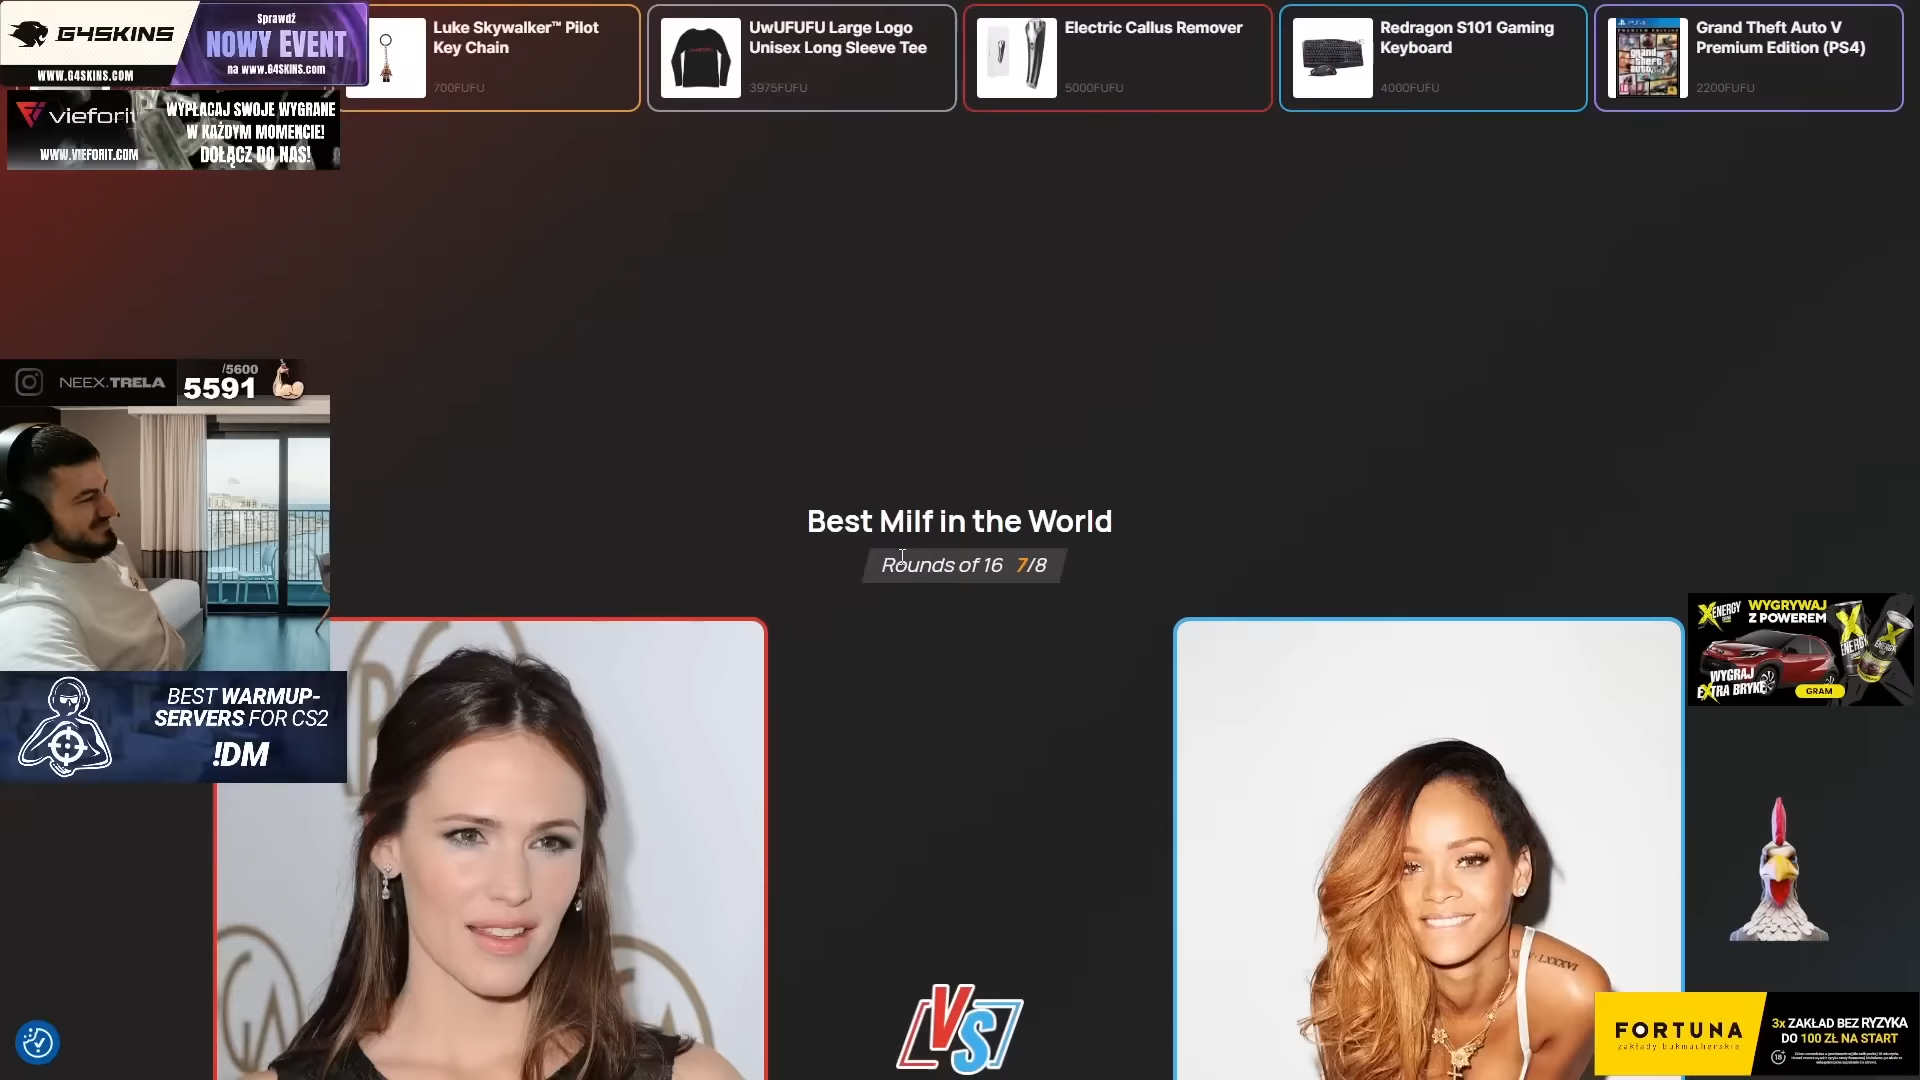 G4SKINS
WWW.G4SKINS.COM
Sprawdź
NOWY EVENT
na www.G4SKINS.com
vieforit
WWW.VIEFORIT.COM
WYPŁACAJ SWOJE WYGRANE
W KAŻDYM MOMENCIE!
DOŁĄCZ DO NAS!
Luke Skywalker™ Pilot
Key Chain
700FUFU
UwUFUFU Large Logo
Unisex Long Sleeve Tee
3975FUFU
Electric Callus Remover
5000FUFU
Redragon S101 Gaming
Keyboard
4000FUFU
Grand Theft Auto V
Premium Edition (PS4)
2200FUFU
NEEX.TRELA
/5600
5591
Best Milf in the World
Rounds of 16 7/8
BEST WARMUP-
SERVERS FOR CS2
!DM
XENERGY
WYGRYWAJ
Z POWEREM
WYGRAJ
EXTRA BRYKĘ
GRAM
VS
FORTUNA
zakłady bukmacherskie
3x ZAKŁAD BEZ RYZYKA
DO 100 ZŁ NA START
18+